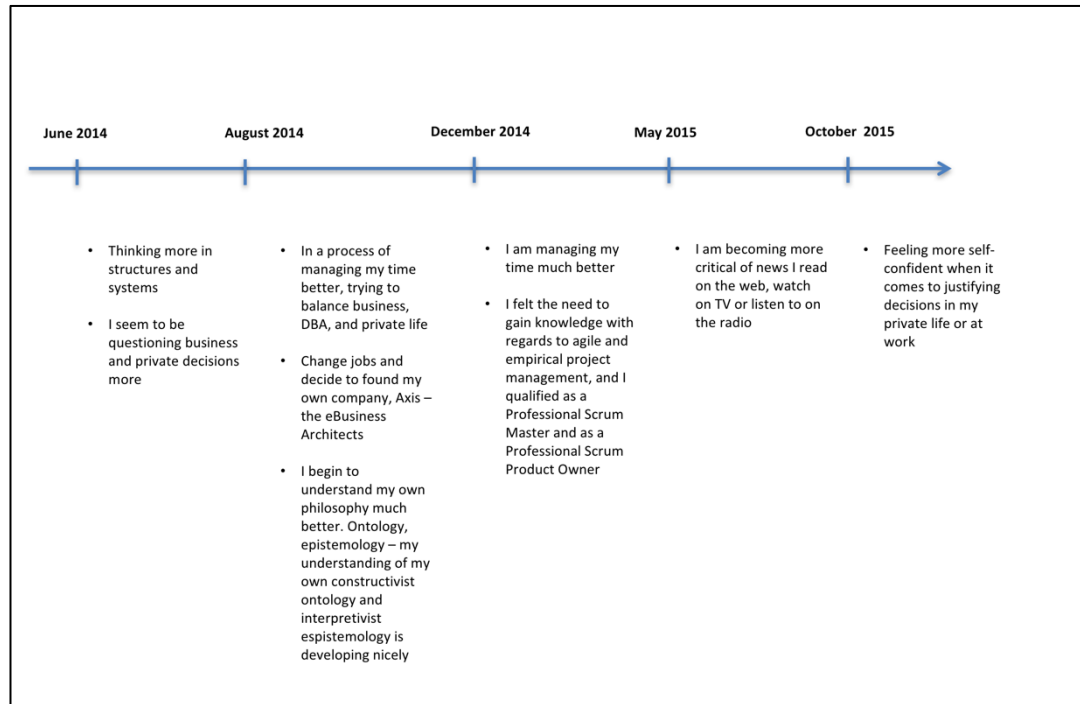 June 2014
August 2014
December 2014
May 2015
October 2015
• Thinking more in
structures and
systems
• I seem to be
questioning business
and private decisions
more
• In a process of
managing my time
better, trying to
balance business,
DBA, and private life
• Change jobs and
decide to found my
own company, Axis –
the eBusiness
Architects
• I begin to
understand my own
philosophy much
better. Ontology,
epistemology – my
understanding of my
own constructivist
ontology and
interpretivist
espistemology is
developing nicely
• I am managing my
time much better
• I felt the need to
gain knowledge with
regards to agile and
empirical project
management, and I
qualified as a
Professional Scrum
Master and as a
Professional Scrum
Product Owner
• I am becoming more
critical of news I read
on the web, watch
on TV or listen to on
the radio
• Feeling more self-
confident when it
comes to justifying
decisions in my
private life or at
work